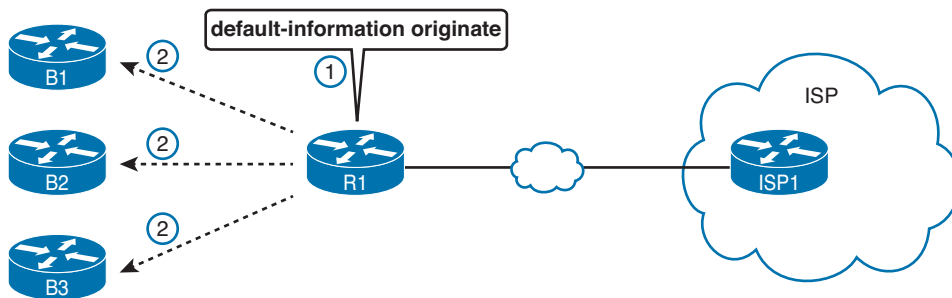 default-information originate
1
2
B1
ISP
2
B2
R1
ISP1
2
B3